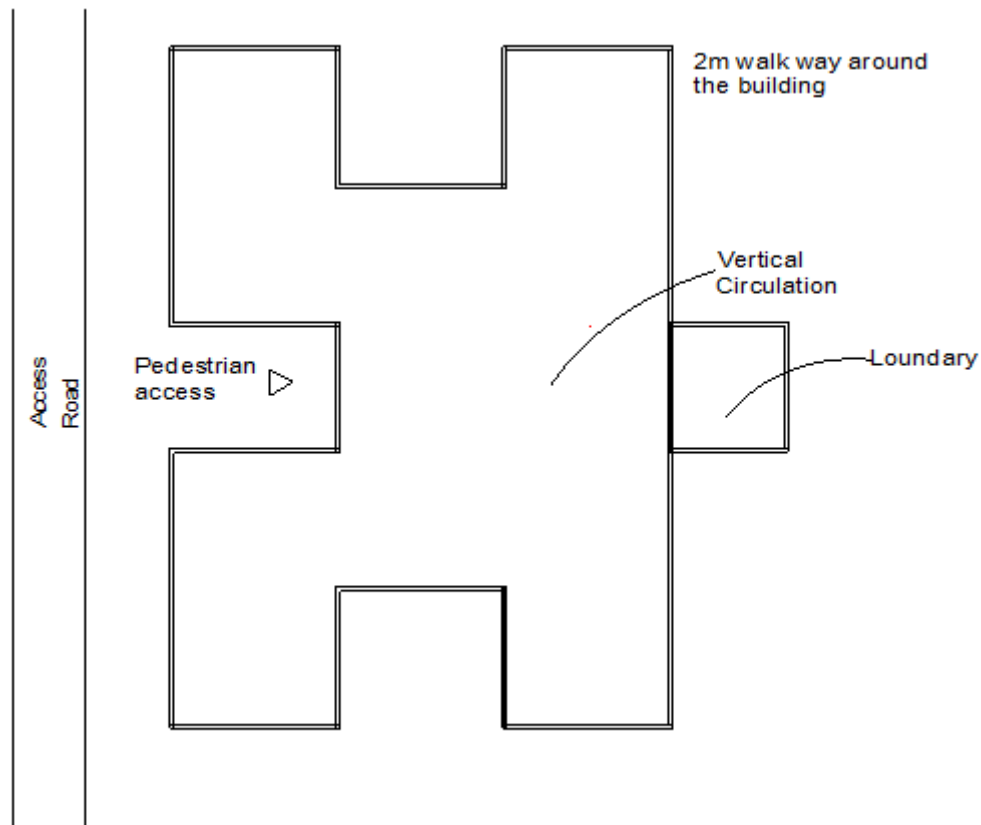 2m walk way around
the building
Vertical
Circulation
Loundary
Pedestrian
access
Access
Road